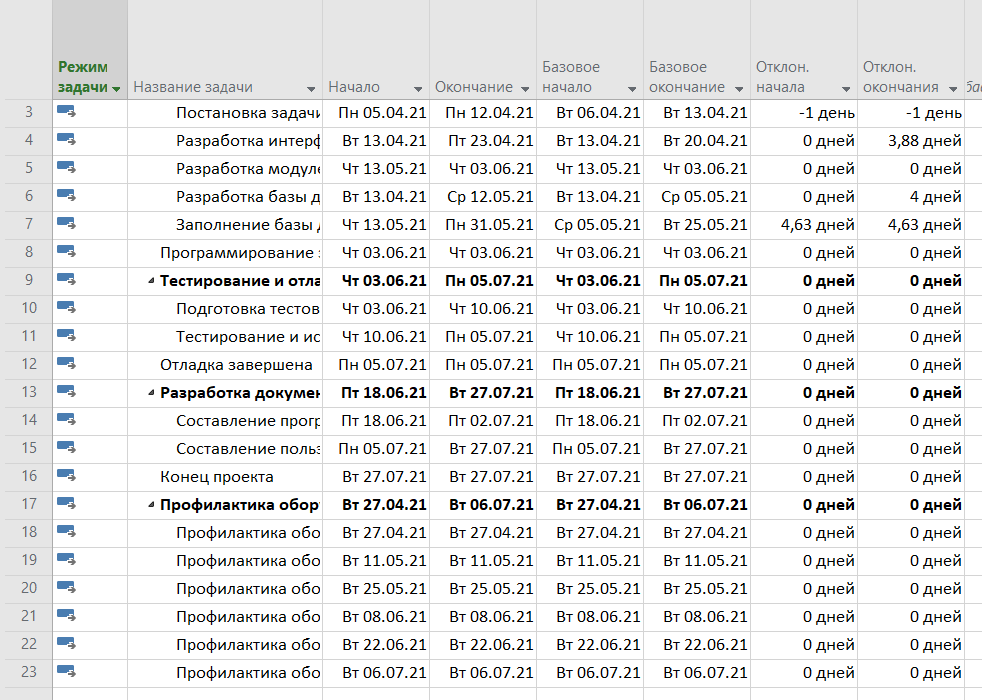 Режим задачи Название задачи Начало Окончание Базовое начало Базовое окончание Отклон. начала Отклон. окончания
3 Постановка задачи Пн 05.04.21 Пн 12.04.21 Вт 06.04.21 Вт 13.04.21 -1 день -1 день
4 Разработка интерф Вт 13.04.21 Пт 23.04.21 Вт 13.04.21 Вт 20.04.21 0 дней 3,88 дней
5 Разработка модуле Чт 13.05.21 Чт 03.06.21 Чт 13.05.21 Чт 03.06.21 0 дней 0 дней
6 Разработка базы д Вт 13.04.21 Ср 12.05.21 Вт 13.04.21 Ср 05.05.21 0 дней 4 дней
7 Заполнение базы Чт 13.05.21 Пн 31.05.21 Ср 05.05.21 Вт 25.05.21 4,63 дней 4,63 дней
8 Программирование Чт 03.06.21 Чт 03.06.21 Чт 03.06.21 Чт 03.06.21 0 дней 0 дней
9 Тестирование и отла Чт 03.06.21 Пн 05.07.21 Чт 03.06.21 Пн 05.07.21 0 дней 0 дней
10 Подготовка тестов Чт 03.06.21 Чт 10.06.21 Чт 03.06.21 Чт 10.06.21 0 дней 0 дней
11 Тестирование и ис Чт 10.06.21 Пн 05.07.21 Чт 10.06.21 Пн 05.07.21 0 дней 0 дней
12 Отладка завершена Пн 05.07.21 Пн 05.07.21 Пн 05.07.21 Пн 05.07.21 0 дней 0 дней
13 Разработка докумен Пт 18.06.21 Вт 27.07.21 Пт 18.06.21 Вт 27.07.21 0 дней 0 дней
14 Составление прогр Пт 18.06.21 Пт 02.07.21 Пт 18.06.21 Пт 02.07.21 0 дней 0 дней
15 Составление польз Пн 05.07.21 Вт 27.07.21 Пн 05.07.21 Вт 27.07.21 0 дней 0 дней
16 Конец проекта Вт 27.07.21 Вт 27.07.21 Вт 27.07.21 Вт 27.07.21 0 дней 0 дней
17 Профилактика обор Вт 27.04.21 Вт 06.07.21 Вт 27.04.21 Вт 06.07.21 0 дней 0 дней
18 Профилактика обо Вт 27.04.21 Вт 27.04.21 Вт 27.04.21 Вт 27.04.21 0 дней 0 дней
19 Профилактика обо Вт 11.05.21 Вт 11.05.21 Вт 11.05.21 Вт 11.05.21 0 дней 0 дней
20 Профилактика обо Вт 25.05.21 Вт 25.05.21 Вт 25.05.21 Вт 25.05.21 0 дней 0 дней
21 Профилактика обо Вт 08.06.21 Вт 08.06.21 Вт 08.06.21 Вт 08.06.21 0 дней 0 дней
22 Профилактика обо Вт 22.06.21 Вт 22.06.21 Вт 22.06.21 Вт 22.06.21 0 дней 0 дней
23 Профилактика обо Вт 06.07.21 Вт 06.07.21 Вт 06.07.21 Вт 06.07.21 0 дней 0 дней